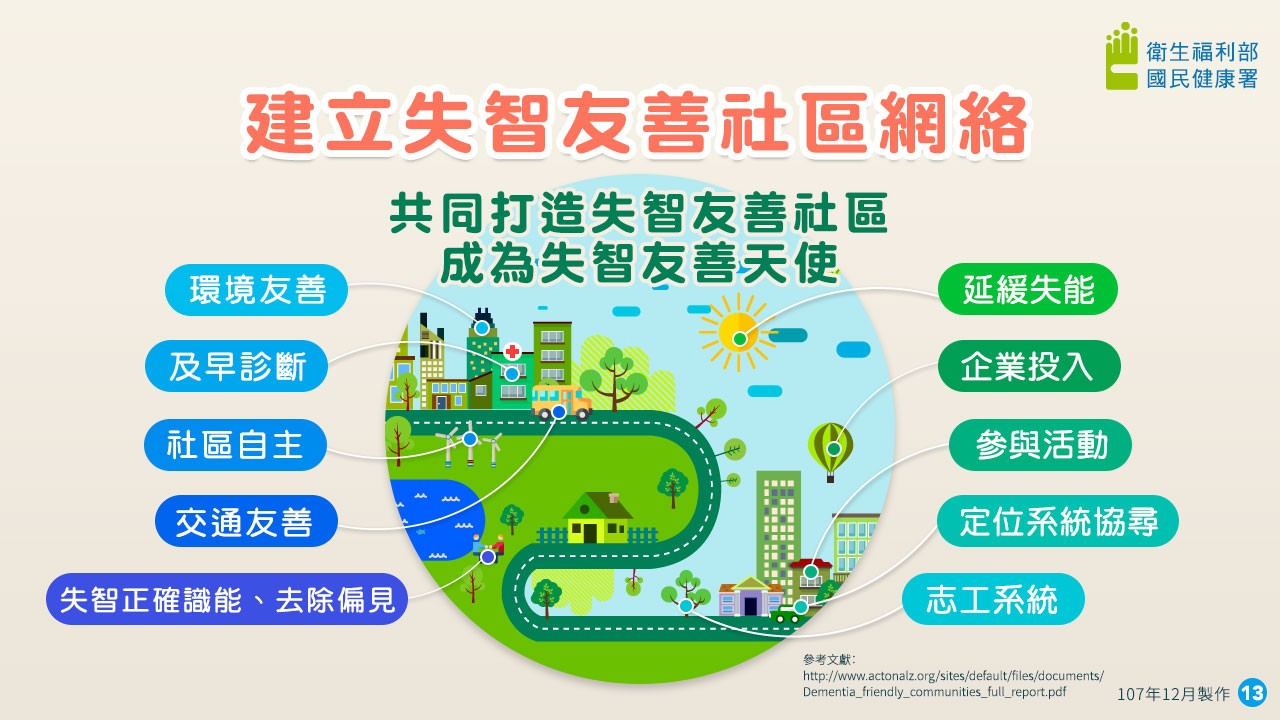 衛生福利部
國民健康署
建立失智友善社區網絡
共同打造失智友善社區
成為失智友善天使
環境友善
及早診斷
社區自主
交通友善
失智正確識能、去除偏見
延緩失能
企業投入
參與活動
定位系統協尋
志工系統
參考文獻：
http://www.actonalz.org/sites/default/files/documents/
Dementia_friendly_communities_full_report.pdf
107年12月製作 13